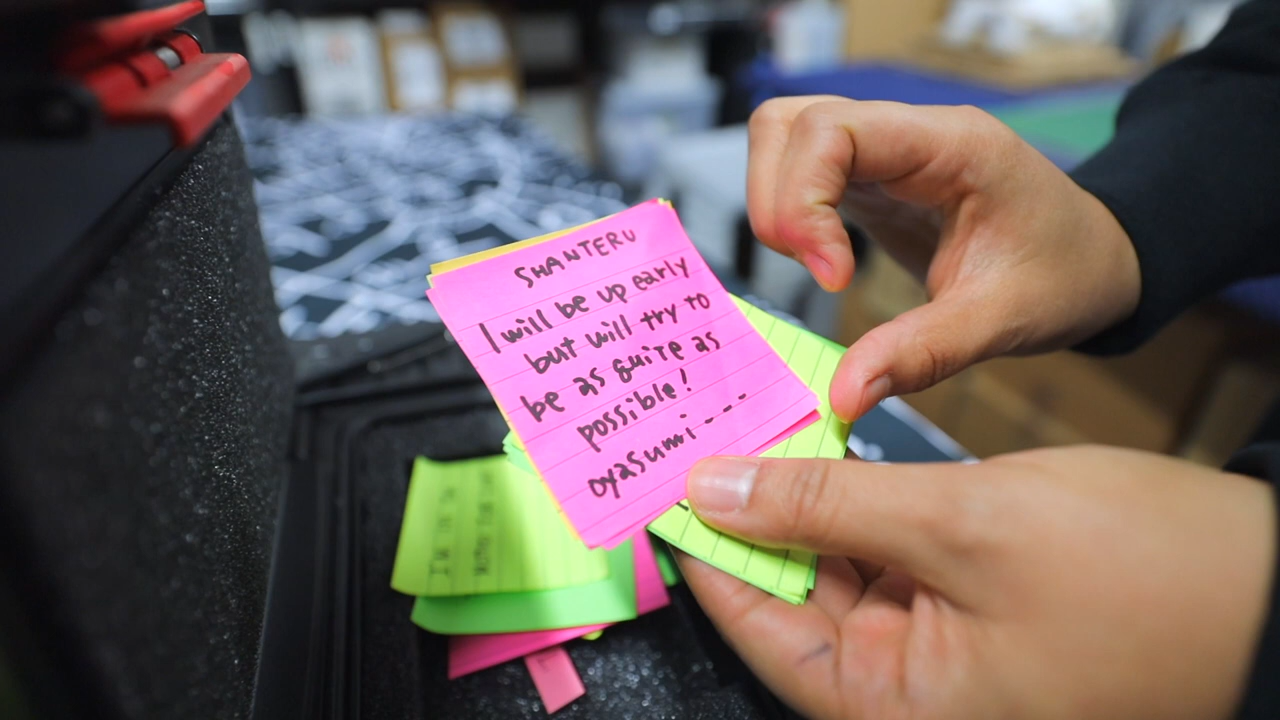 SHANTERU
I will be up early
but will try to
be as quite as
possible!
oyasumi - - - -